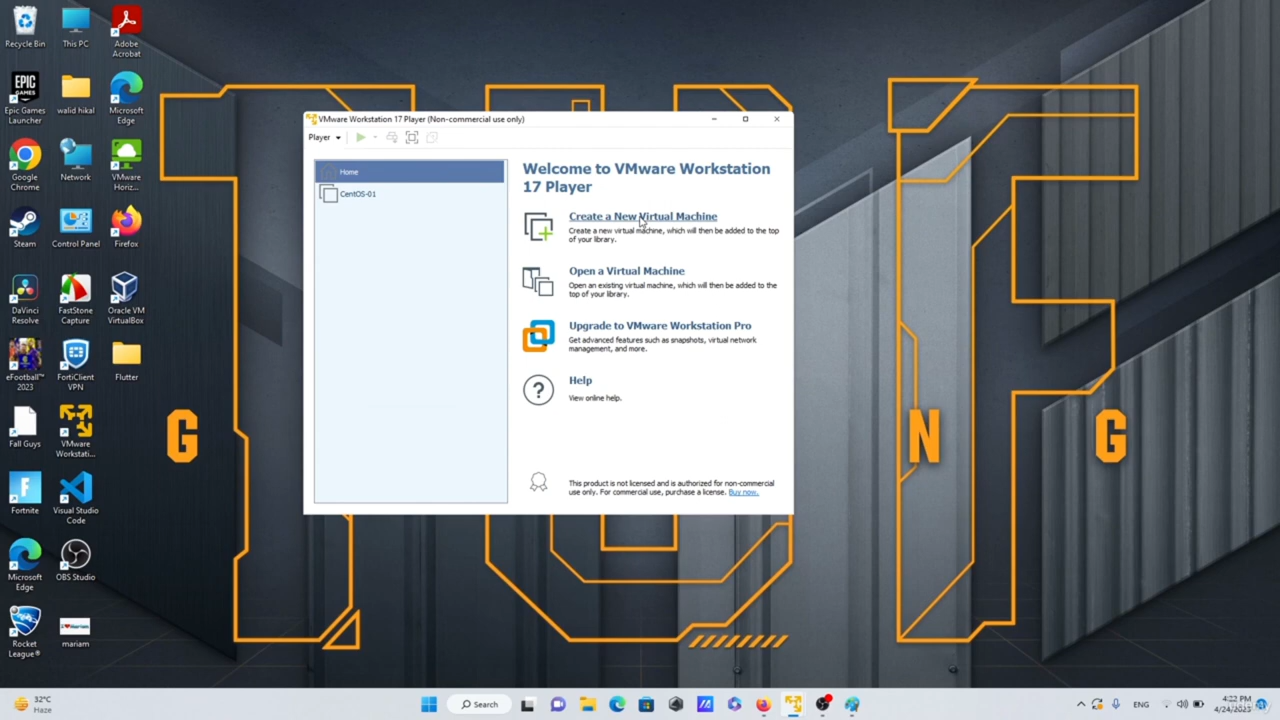 Recycle Bin
This PC
Adobe
Acrobat
EPIC
GAMES
Epic Games
Launcher
walid hikal
Microsoft
Edge
Google
Chrome
Network
VMware
Horiz...
Steam
Control Panel
Firefox
DaVinci
Resolve
FastStone
Capture
Oracle VM
VirtualBox
eFootball™
2023
FortiClient
VPN
Flutter
Fall Guys
VMware
Workstati...
Fortnite
Visual Studio
Code
Microsoft
Edge
OBS Studio
Rocket
League®
mariam
VMware Workstation 17 Player (Non-commercial use only)
Player
Home
CentOS-01
Welcome to VMware Workstation
17 Player
Create a New Virtual Machine
Create a new virtual machine, which will then be added to the top
of your library.
Open a Virtual Machine
Open an existing virtual machine, which will then be added to the
top of your library.
Upgrade to VMware Workstation Pro
Get advanced features such as snapshots, virtual network
management, and more.
Help
View online help.
This product is not licensed and is authorized for non-commercial
use only. For commercial use, purchase a license. Buy now.
G
N
G
32°C
Haze
Search
ENG
4:22 PM
4/24/2023